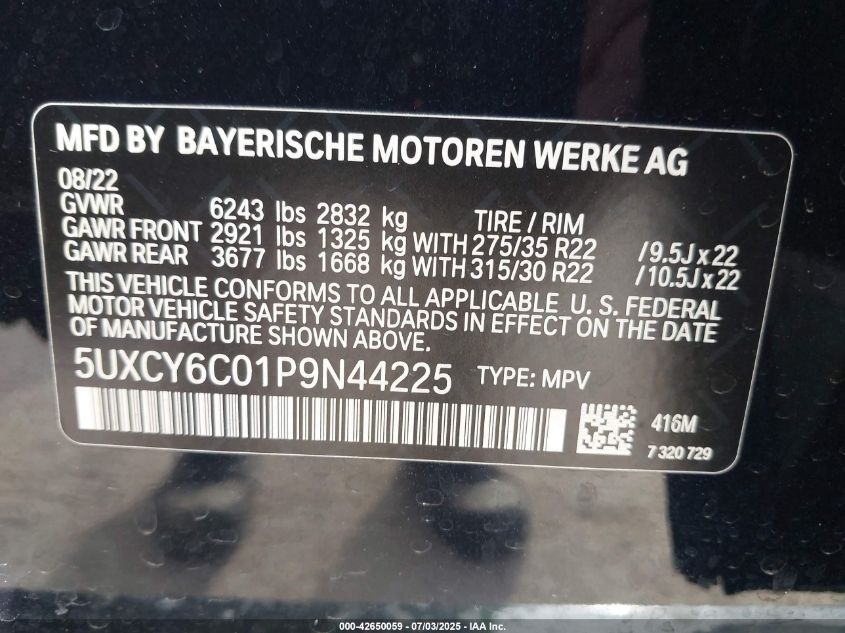 MFD BY BAYERISCHE MOTOREN WERKE AG
08/22
GVWR 6243 lbs 2832 kg TIRE / RIM
GAWR FRONT 2921 lbs 1325 kg WITH 275/35 R22 / 9.5J x 22
GAWR REAR 3677 lbs 1668 kg WITH 315/30 R22 / 10.5J x 22
THIS VEHICLE CONFORMS TO ALL APPLICABLE U. S. FEDERAL
MOTOR VEHICLE SAFETY STANDARDS IN EFFECT ON THE DATE
OF MANUFACTURE SHOWN ABOVE.
5UXCY6C01P9N44225 TYPE: MPV
416M
7 320 729
000-42650059 - 07/03/2025 - IAA Inc.